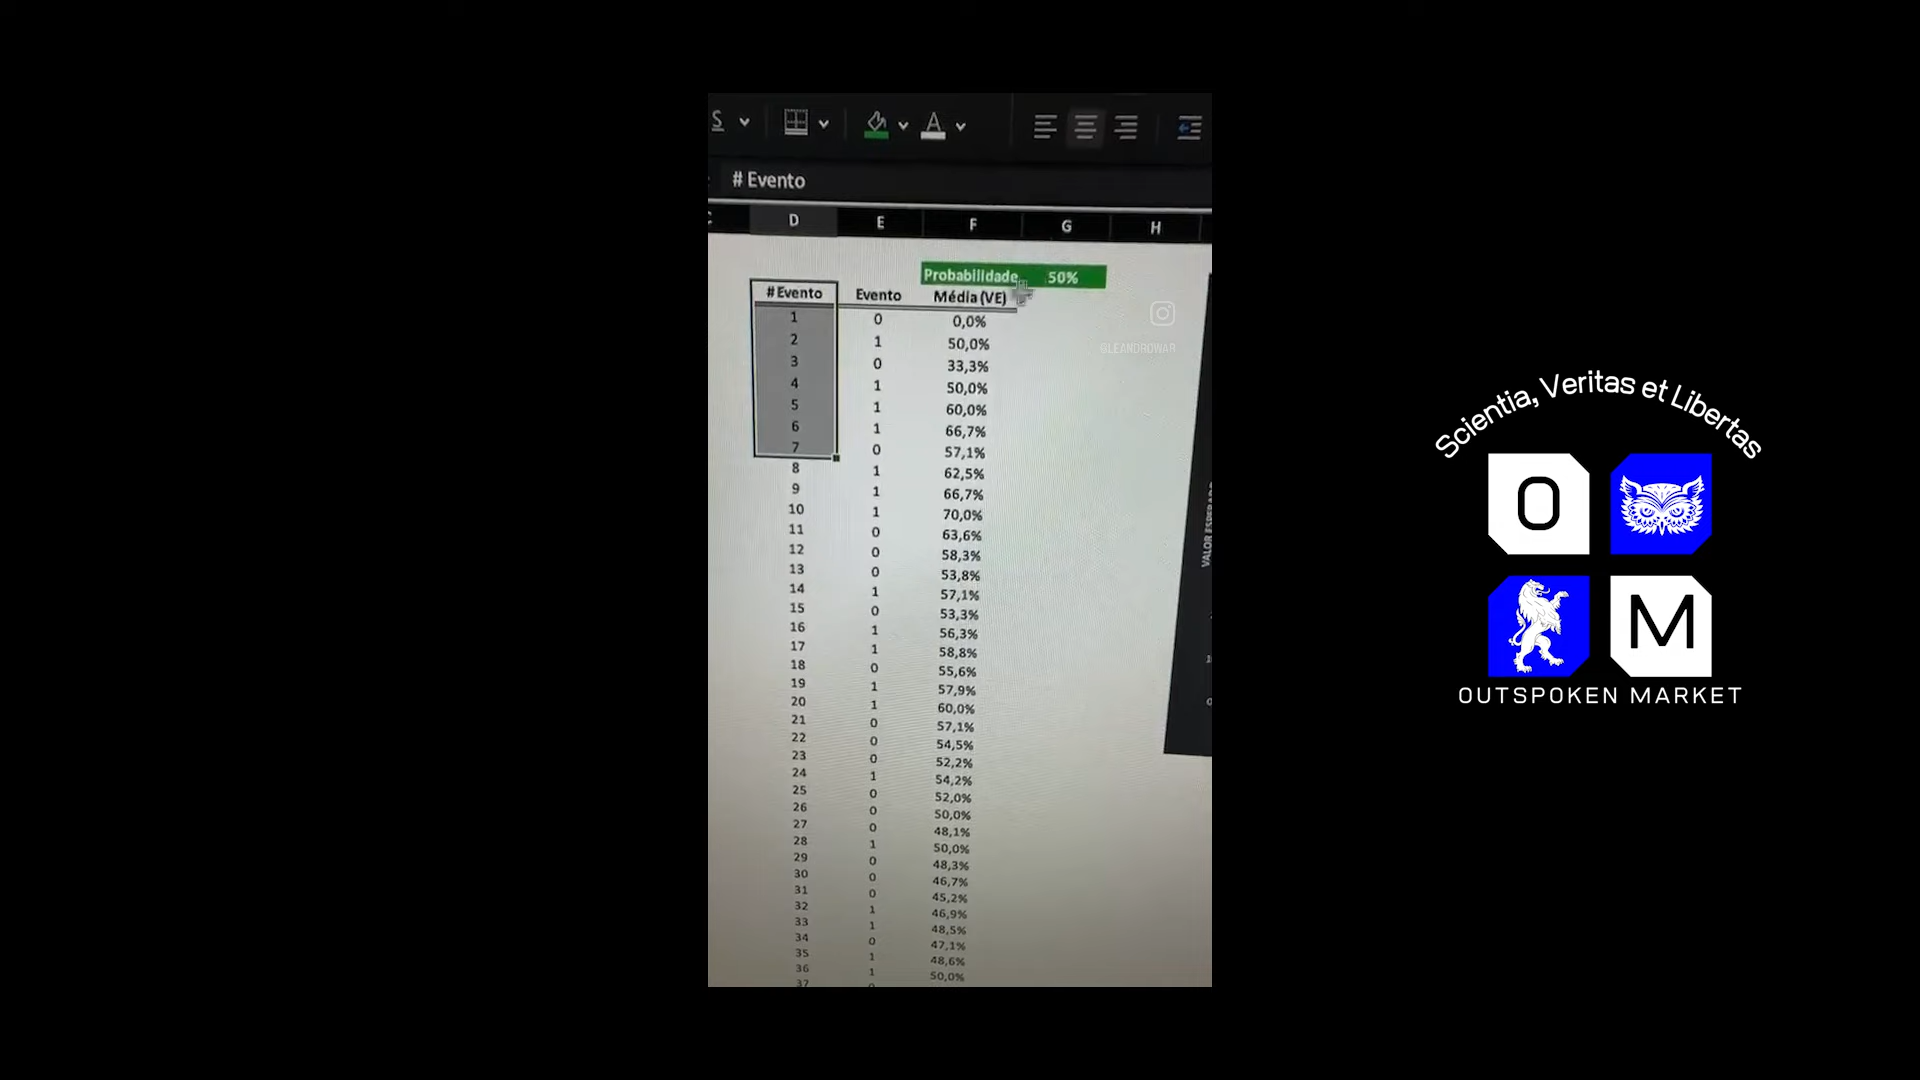 S
A
# Evento
D E F G H
Probabilidade 50%
# Evento Evento Média (VE)
1 0 0,0%
2 1 50,0%
3 0 33,3%
4 1 50,0%
5 1 60,0%
6 1 66,7%
7 0 57,1%
8 1 62,5%
9 1 66,7%
10 1 70,0%
11 0 63,6%
12 0 58,3%
13 0 53,8%
14 1 57,1%
15 0 53,3%
16 1 56,3%
17 1 58,8%
18 0 55,6%
19 1 57,9%
20 1 60,0%
21 0 57,1%
22 0 54,5%
23 0 52,2%
24 1 54,2%
25 0 52,0%
26 0 50,0%
27 0 48,1%
28 1 50,0%
29 0 48,3%
30 0 46,7%
31 0 45,2%
32 1 46,9%
33 1 48,5%
34 0 47,1%
35 1 48,6%
36 1 50,0%
37
@LEANDROWAR
VALOR ESPERADO
Scientia, Veritas et Libertas
O
M
OUTSPOKEN MARKET